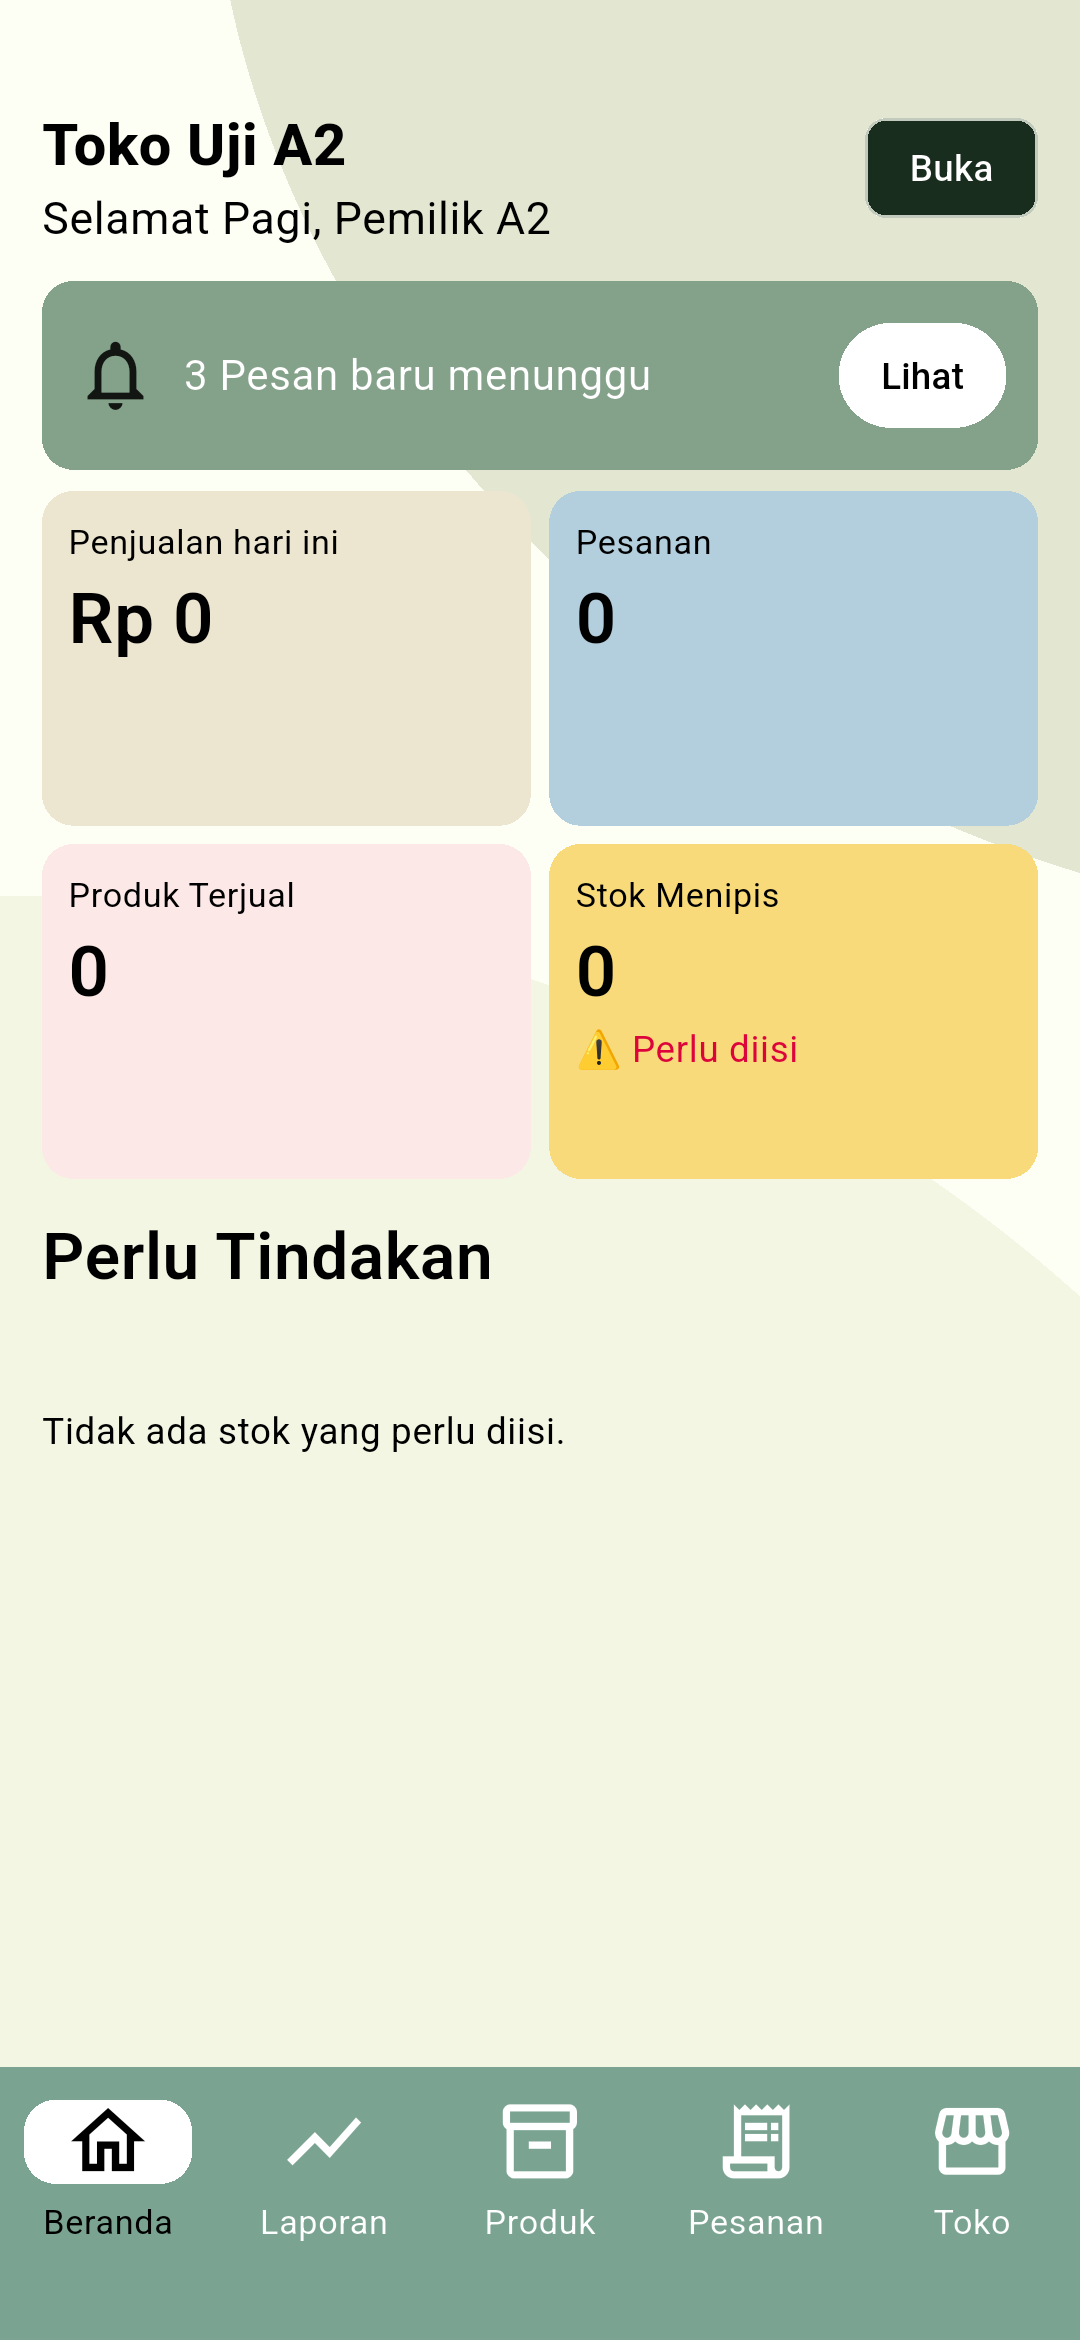 Toko Uji A2
Selamat Pagi, Pemilik A2
Buka
3 Pesan baru menunggu
Lihat
Penjualan hari ini
Rp 0
Pesanan
0
Produk Terjual
0
Stok Menipis
0
⚠️ Perlu diisi
Perlu Tindakan
Tidak ada stok yang perlu diisi.
Beranda
Laporan
Produk
Pesanan
Toko